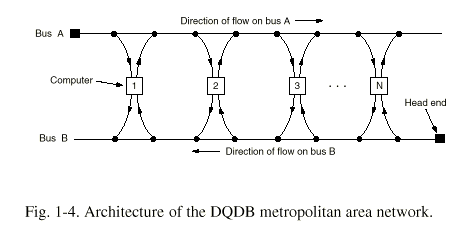 Direction of flow on bus A
Bus A
Computer
1
2
3
. . .
N
Head end
Bus B
Direction of flow on bus B
Fig. 1-4. Architecture of the DQDB metropolitan area network.